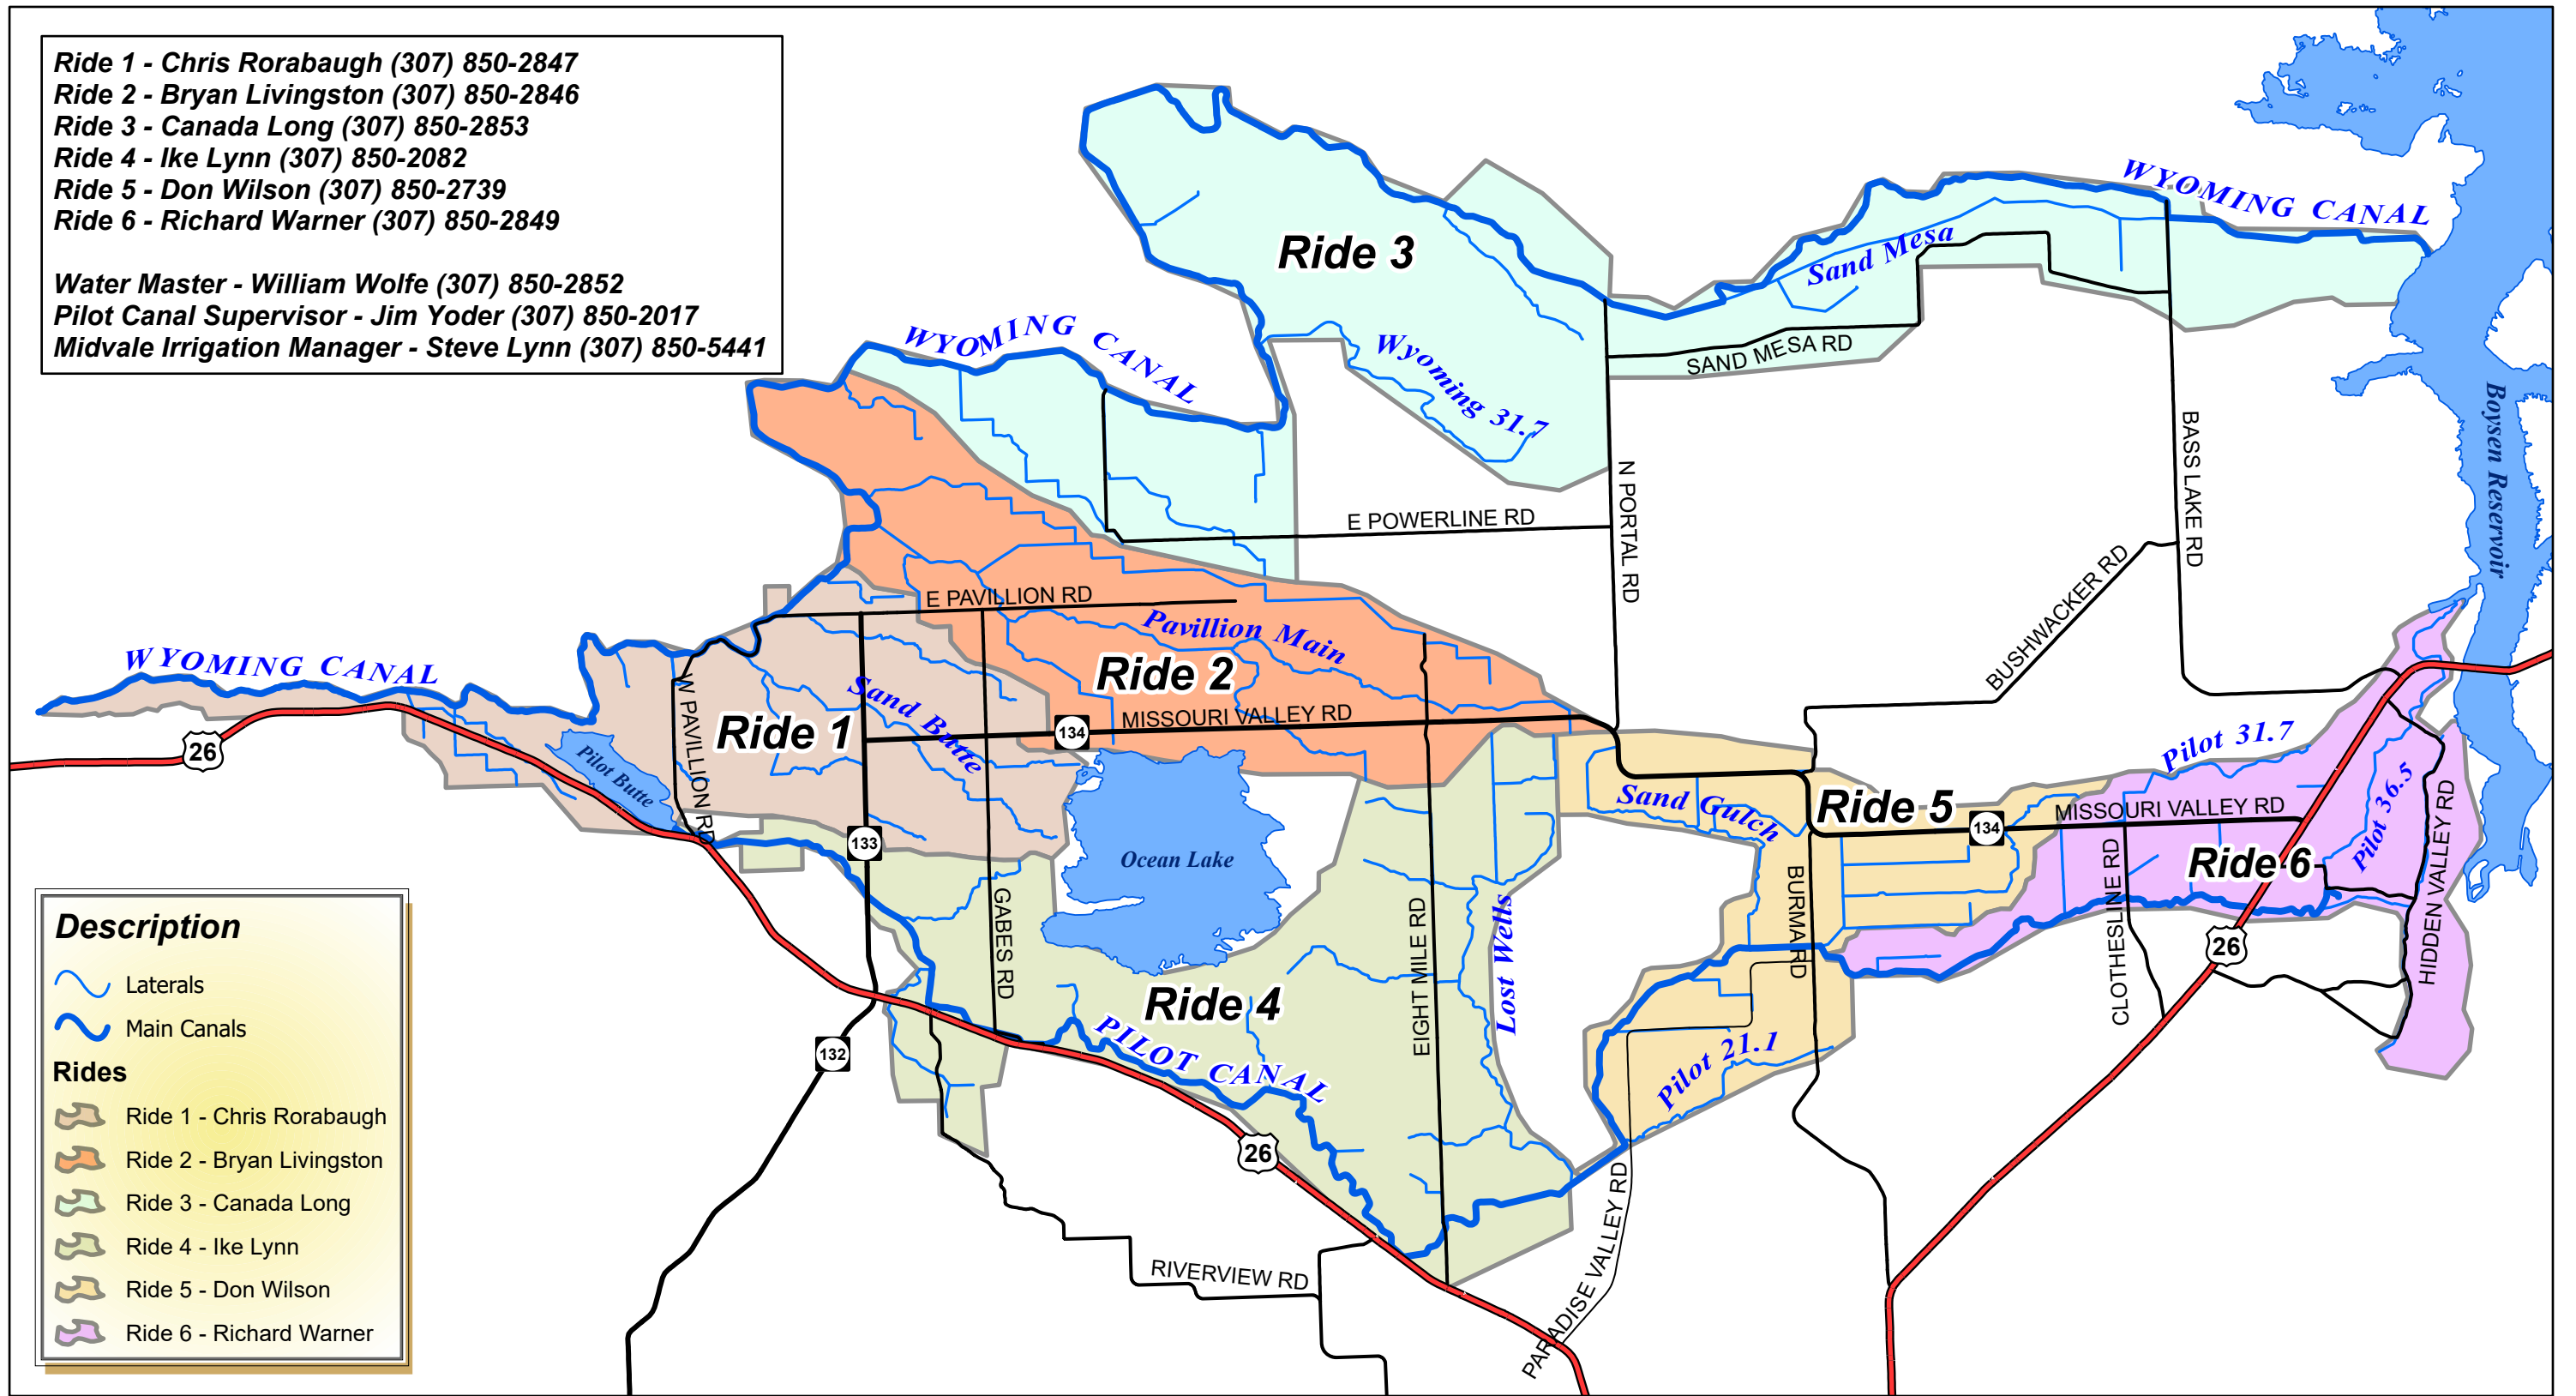 Ride 1 - Chris Rorabaugh (307) 850-2847
Ride 2 - Bryan Livingston (307) 850-2846
Ride 3 - Canada Long (307) 850-2853
Ride 4 - Ike Lynn (307) 850-2082
Ride 5 - Don Wilson (307) 850-2739
Ride 6 - Richard Warner (307) 850-2849
Water Master - William Wolfe (307) 850-2852
Pilot Canal Supervisor - Jim Yoder (307) 850-2017
Midvale Irrigation Manager - Steve Lynn (307) 850-5441
WYOMING CANAL
Ride 3
Sand Mesa
WYOMING CANAL
Wyoming 31.7
SAND MESA RD
Boysen Reservoir
BASS LAKE RD
N PORTAL RD
E POWERLINE RD
BUSHWACKER RD
E PAVILLION RD
Pavillion Main
WYOMING CANAL
Ride 2
Sand Butte
W PAVILLION RD
Ride 1
MISSOURI VALLEY RD
134
26
Pilot Butte
Pilot 31.7
Sand Gulch
Ride 5
134
MISSOURI VALLEY RD
Pilot 36.5
133
Ocean Lake
Ride 6
HIDDEN VALLEY RD
CLOTHESLINE RD
BURMA RD
26
GABES RD
EIGHT MILE RD
Lost Wells
Ride 4
PILOT CANAL
132
Pilot 21.1
26
RIVERVIEW RD
PARADISE VALLEY RD
Description
Laterals
Main Canals
Rides
Ride 1 - Chris Rorabaugh
Ride 2 - Bryan Livingston
Ride 3 - Canada Long
Ride 4 - Ike Lynn
Ride 5 - Don Wilson
Ride 6 - Richard Warner